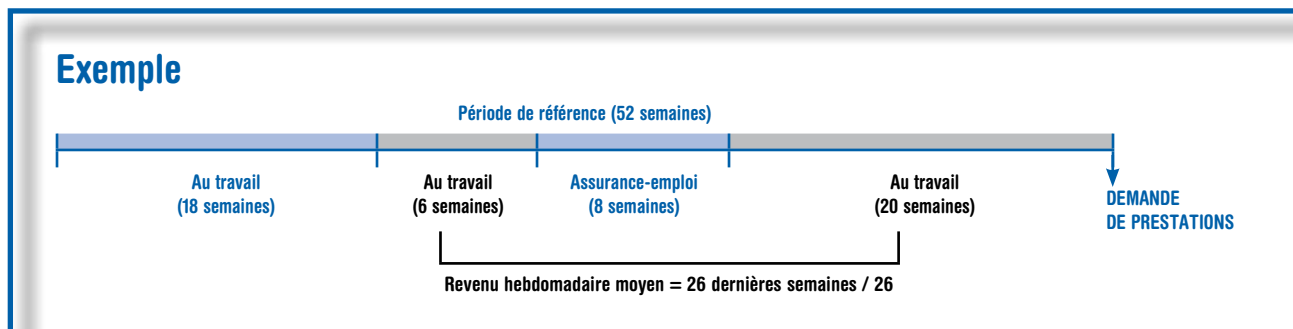 Exemple
Période de référence (52 semaines)
Au travail
(18 semaines)
Au travail
(6 semaines)
Assurance-emploi
(8 semaines)
Au travail
(20 semaines)
DEMANDE
DE PRESTATIONS
Revenu hebdomadaire moyen = 26 dernières semaines / 26